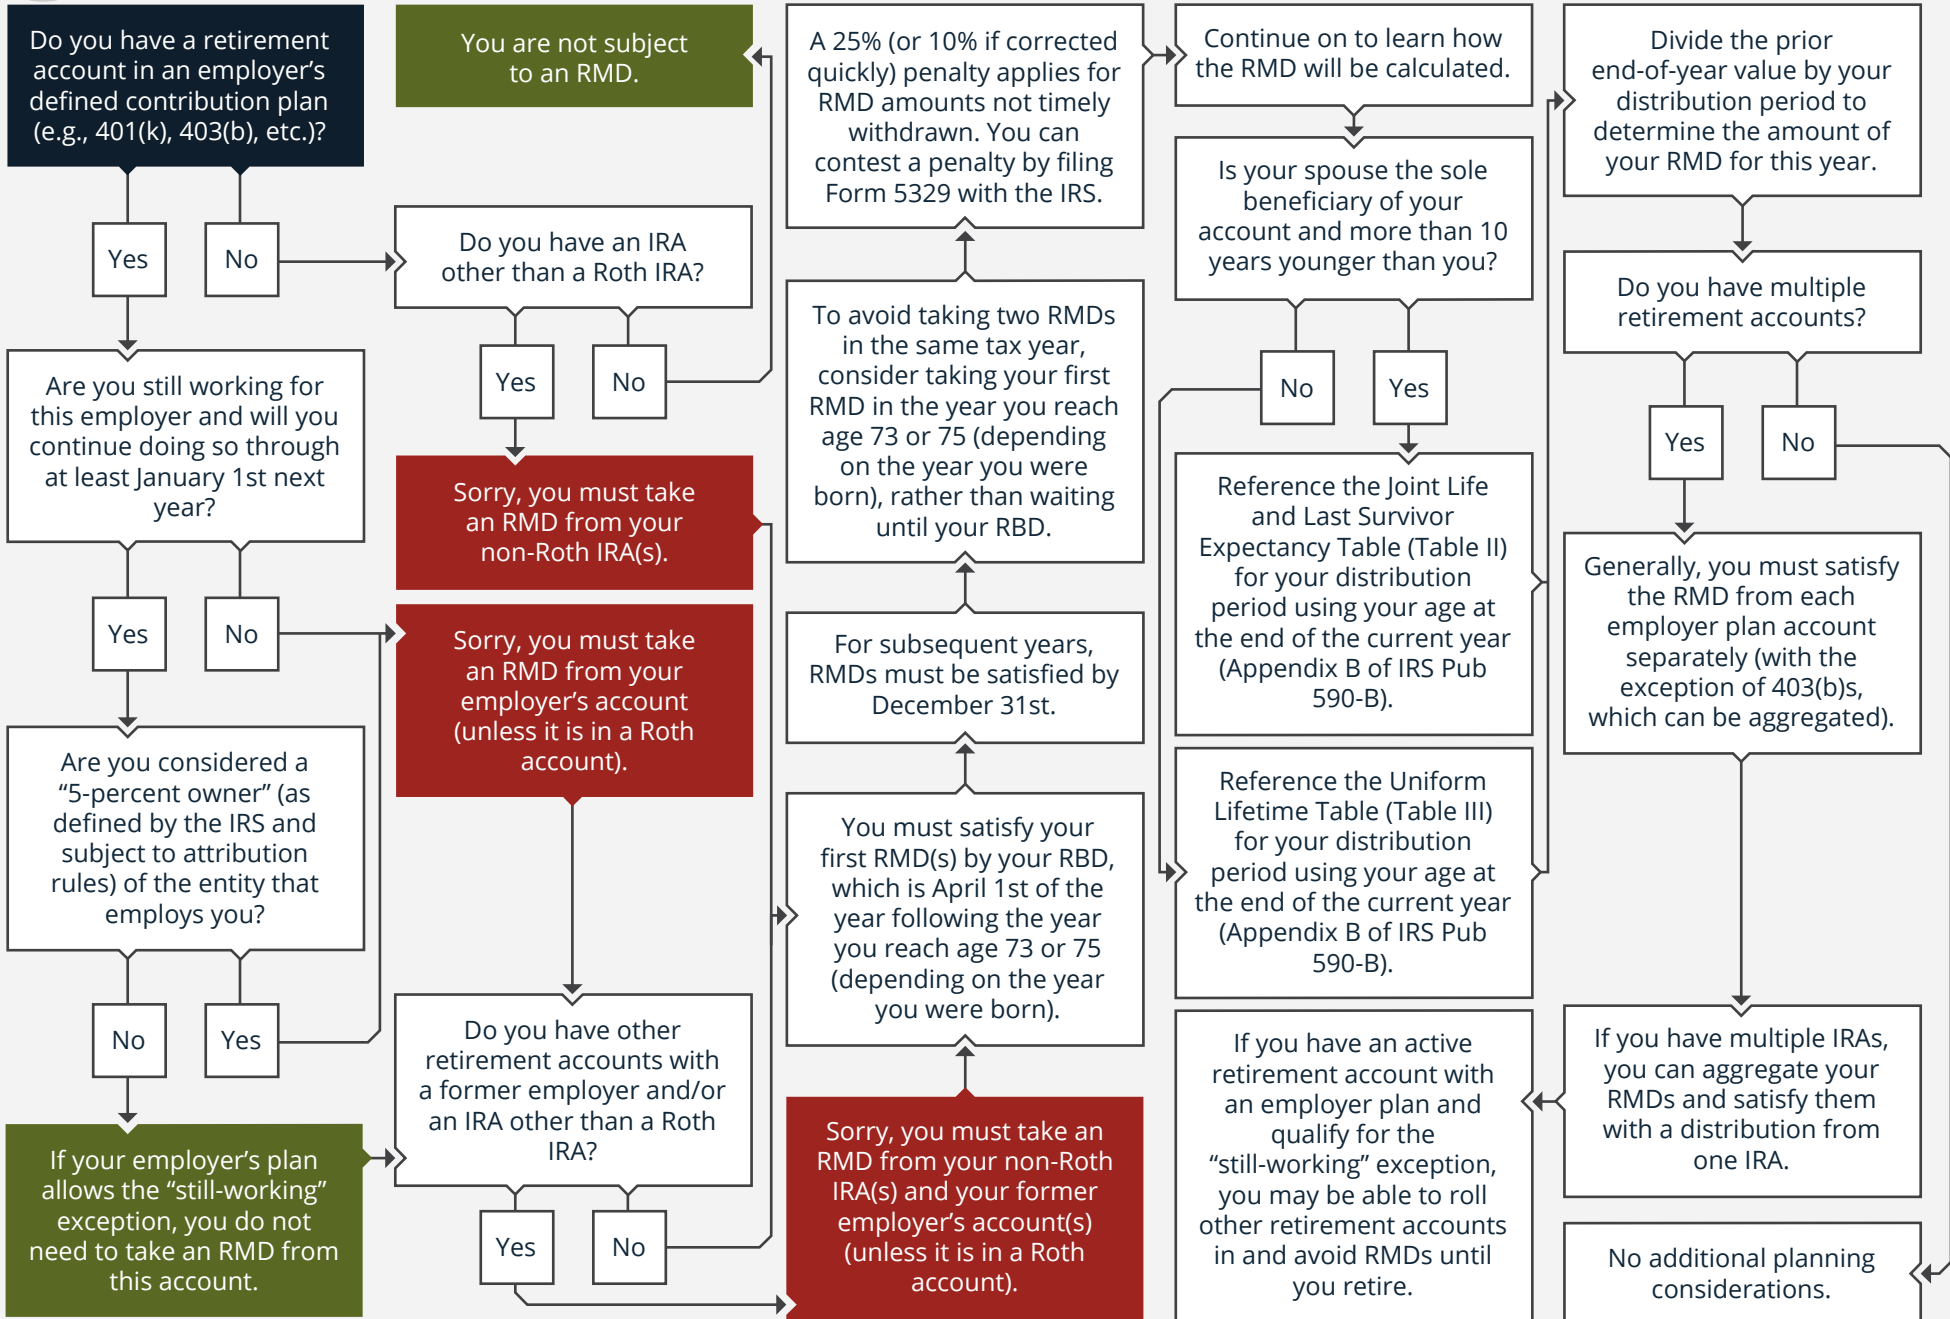 Do you have a retirement
account in an employer's
defined contribution plan
(e.g., 401(k), 403(b), etc.)?
Yes
No
Are you still working for
this employer and will you
continue doing so through
at least January 1st next
year?
Yes
No
Are you considered a
“5-percent owner” (as
defined by the IRS and
subject to attribution
rules) of the entity that
employs you?
No
Yes
If your employer's plan
allows the “still-working”
exception, you do not
need to take an RMD from
this account.
You are not subject
to an RMD.
Do you have an IRA
other than a Roth IRA?
Yes
No
Sorry, you must take
an RMD from your
non-Roth IRA(s).
Sorry, you must take
an RMD from your
employer's account
(unless it is in a Roth
account).
Do you have other
retirement accounts with
a former employer and/or
an IRA other than a Roth
IRA?
Yes
No
A 25% (or 10% if corrected
quickly) penalty applies for
RMD amounts not timely
withdrawn. You can
contest a penalty by filing
Form 5329 with the IRS.
To avoid taking two RMDs
in the same tax year,
consider taking your first
RMD in the year you reach
age 73 or 75 (depending
on the year you were
born), rather than waiting
until your RBD.
For subsequent years,
RMDs must be satisfied by
December 31st.
You must satisfy your
first RMD(s) by your RBD,
which is April 1st of the
year following the year
you reach age 73 or 75
(depending on the year
you were born).
Sorry, you must take an
RMD from your non-Roth
IRA(s) and your former
employer's account(s)
(unless it is in a Roth
account).
Continue on to learn how
the RMD will be calculated.
Is your spouse the sole
beneficiary of your
account and more than 10
years younger than you?
No
Yes
Reference the Joint Life
and Last Survivor
Expectancy Table (Table II)
for your distribution
period using your age at
the end of the current year
(Appendix B of IRS Pub
590-B).
Reference the Uniform
Lifetime Table (Table III)
for your distribution
period using your age at
the end of the current year
(Appendix B of IRS Pub
590-B).
If you have an active
retirement account with
an employer plan and
qualify for the
“still-working” exception,
you may be able to roll
other retirement accounts
in and avoid RMDs until
you retire.
Divide the prior
end-of-year value by your
distribution period to
determine the amount of
your RMD for this year.
Do you have multiple
retirement accounts?
Yes
No
Generally, you must satisfy
the RMD from each
employer plan account
separately (with the
exception of 403(b)s,
which can be aggregated).
If you have multiple IRAs,
you can aggregate your
RMDs and satisfy them
with a distribution from
one IRA.
No additional planning
considerations.